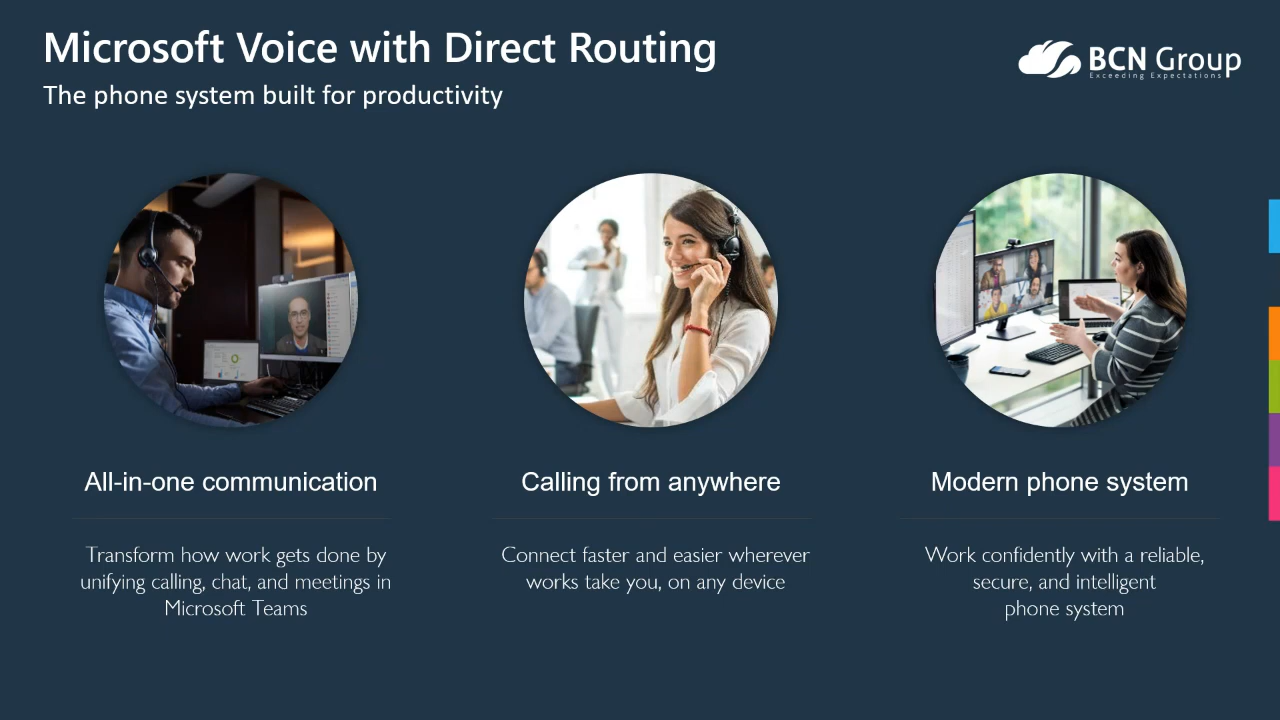 Microsoft Voice with Direct Routing
The phone system built for productivity
BCN Group
Exceeding Expectations
All-in-one communication
Transform how work gets done by
unifying calling, chat, and meetings in
Microsoft Teams
Calling from anywhere
Connect faster and easier wherever
works take you, on any device
Modern phone system
Work confidently with a reliable,
secure, and intelligent
phone system